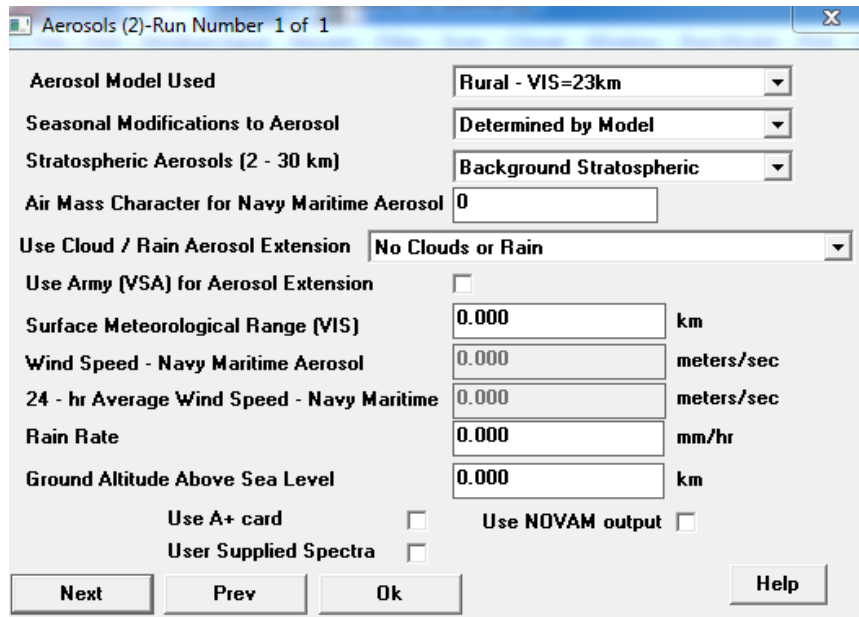 Aerosols (2)-Run Number 1 of 1
Aerosol Model Used Rural - VIS=23km
Seasonal Modifications to Aerosol Determined by Model
Stratospheric Aerosols (2 - 30 km) Background Stratospheric
Air Mass Character for Navy Maritime Aerosol 0
Use Cloud / Rain Aerosol Extension No Clouds or Rain
Use Army (VSA) for Aerosol Extension
Surface Meteorological Range (VIS) 0.000 km
Wind Speed - Navy Maritime Aerosol 0.000 meters/sec
24 - hr Average Wind Speed - Navy Maritime 0.000 meters/sec
Rain Rate 0.000 mm/hr
Ground Altitude Above Sea Level 0.000 km
Use A+ card Use NOVAM output
User Supplied Spectra
Next Prev Ok Help